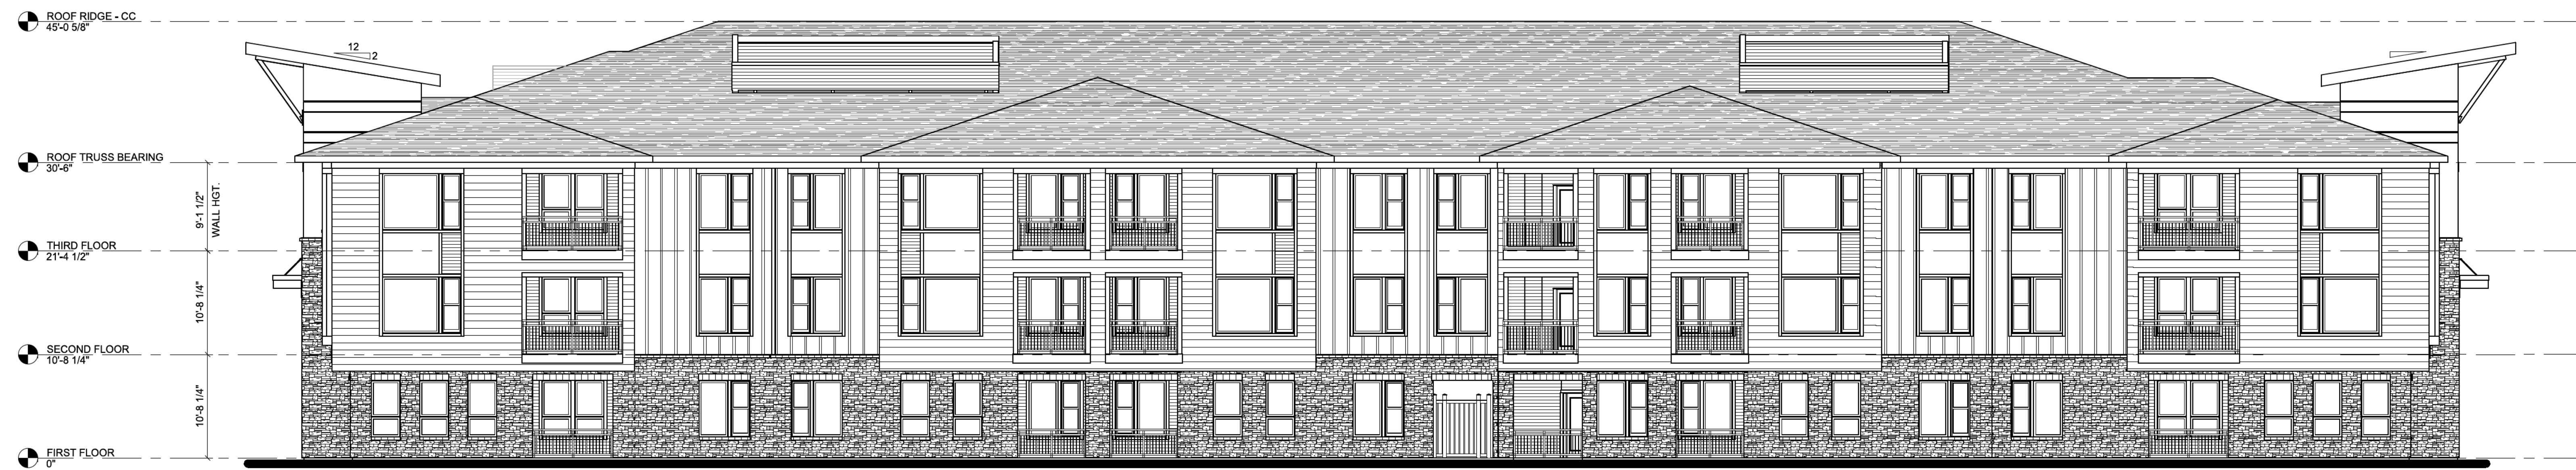 ROOF RIDGE - CC
45'-0 5/8"
12
2
ROOF TRUSS BEARING
30'-6"
9'-1 1/2"
WALL HGT.
THIRD FLOOR
21'-4 1/2"
10'-8 1/4"
SECOND FLOOR
10'-8 1/4"
10'-8 1/4"
FIRST FLOOR
0"